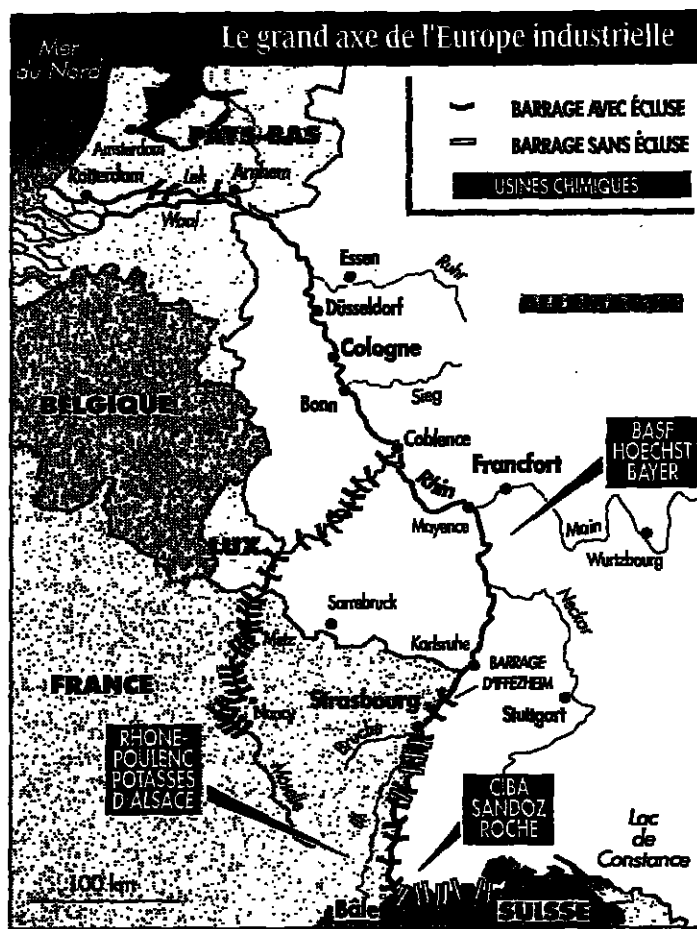 Le grand axe de l'Europe industrielle
Mer
du Nord
BARRAGE AVEC ÉCLUSE
BARRAGE SANS ÉCLUSE
USINES CHIMIQUES
PAYS-BAS
Amsterdam
Rotterdam
Lek
Arnhem
Waal
Essen
Ruhr
Düsseldorf
Cologne
BELGIQUE
Bonn
Sieg
Coblence
BASF
HOECHST
BAYER
Rhin
Francfort
Mayence
Main
Wurtzbourg
LUX
Sarrebruck
Neckar
Metz
Karlsruhe
BARRAGE
D'IFFEZHEIM
FRANCE
Strasbourg
Nancy
Stuttgart
Bruche
RHONE-
POULENC
POTASSES
D'ALSACE
Moselle
Ill
CIBA
SANDOZ
ROCHE
Lac
de
Constance
100 km
Bâle
SUISSE